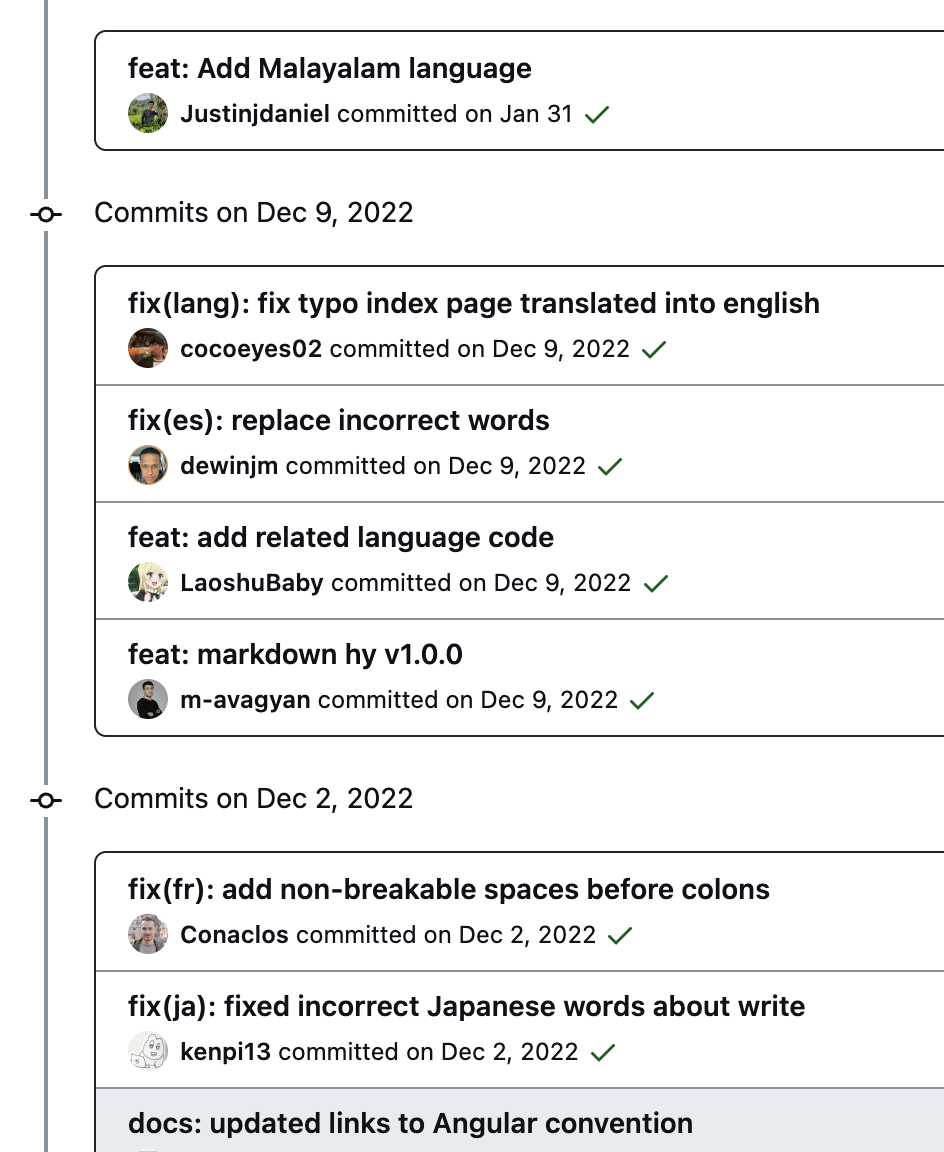 feat: Add Malayalam language
Justinjdaniel committed on Jan 31
Commits on Dec 9, 2022
fix(lang): fix typo index page translated into english
cocoeyes02 committed on Dec 9, 2022
fix(es): replace incorrect words
dewinjm committed on Dec 9, 2022
feat: add related language code
LaoshuBaby committed on Dec 9, 2022
feat: markdown hy v1.0.0
m-avagyan committed on Dec 9, 2022
Commits on Dec 2, 2022
fix(fr): add non-breakable spaces before colons
Conaclos committed on Dec 2, 2022
fix(ja): fixed incorrect Japanese words about write
kenpi13 committed on Dec 2, 2022
docs: updated links to Angular convention